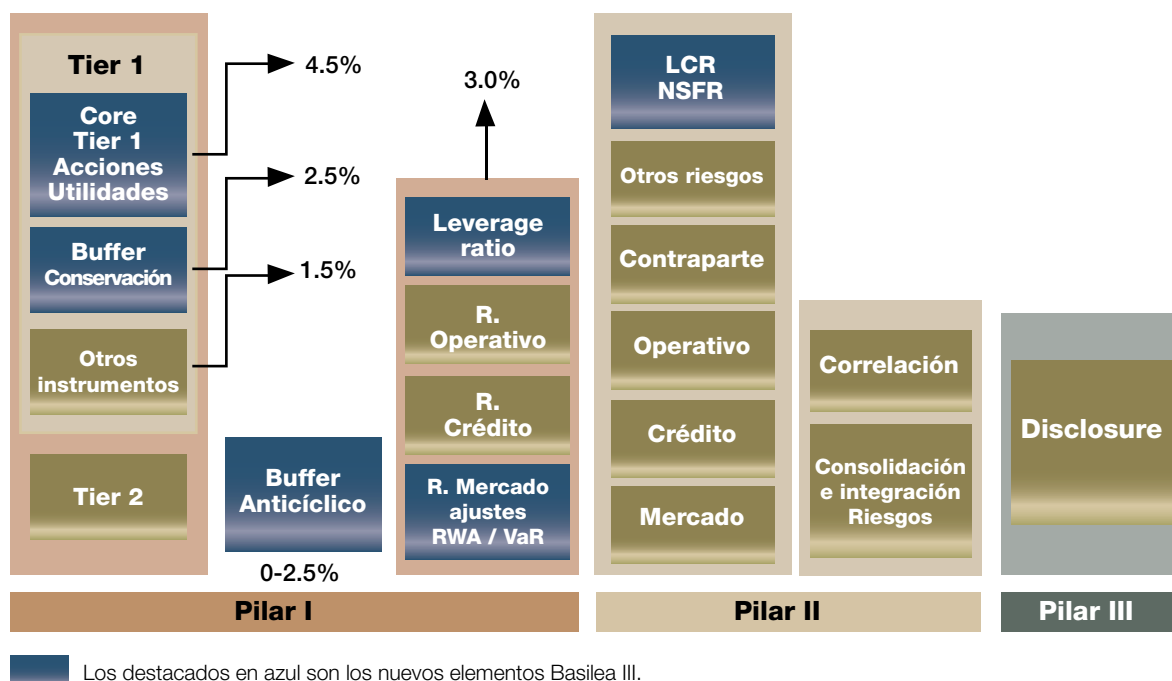 Tier 1
Core
Tier 1
Acciones
Utilidades
Buffer
Conservación
Otros
instrumentos
Tier 2
4.5%
2.5%
1.5%
Buffer
Anticíclico
0-2.5%
3.0%
Leverage
ratio
R.
Operativo
R.
Crédito
R. Mercado
ajustes
RWA / VaR
Pilar I
LCR
NSFR
Otros riesgos
Contraparte
Operativo
Crédito
Mercado
Correlación
Consolidación
e integración
Riesgos
Pilar II
Disclosure
Pilar III
Los destacados en azul son los nuevos elementos Basilea III.